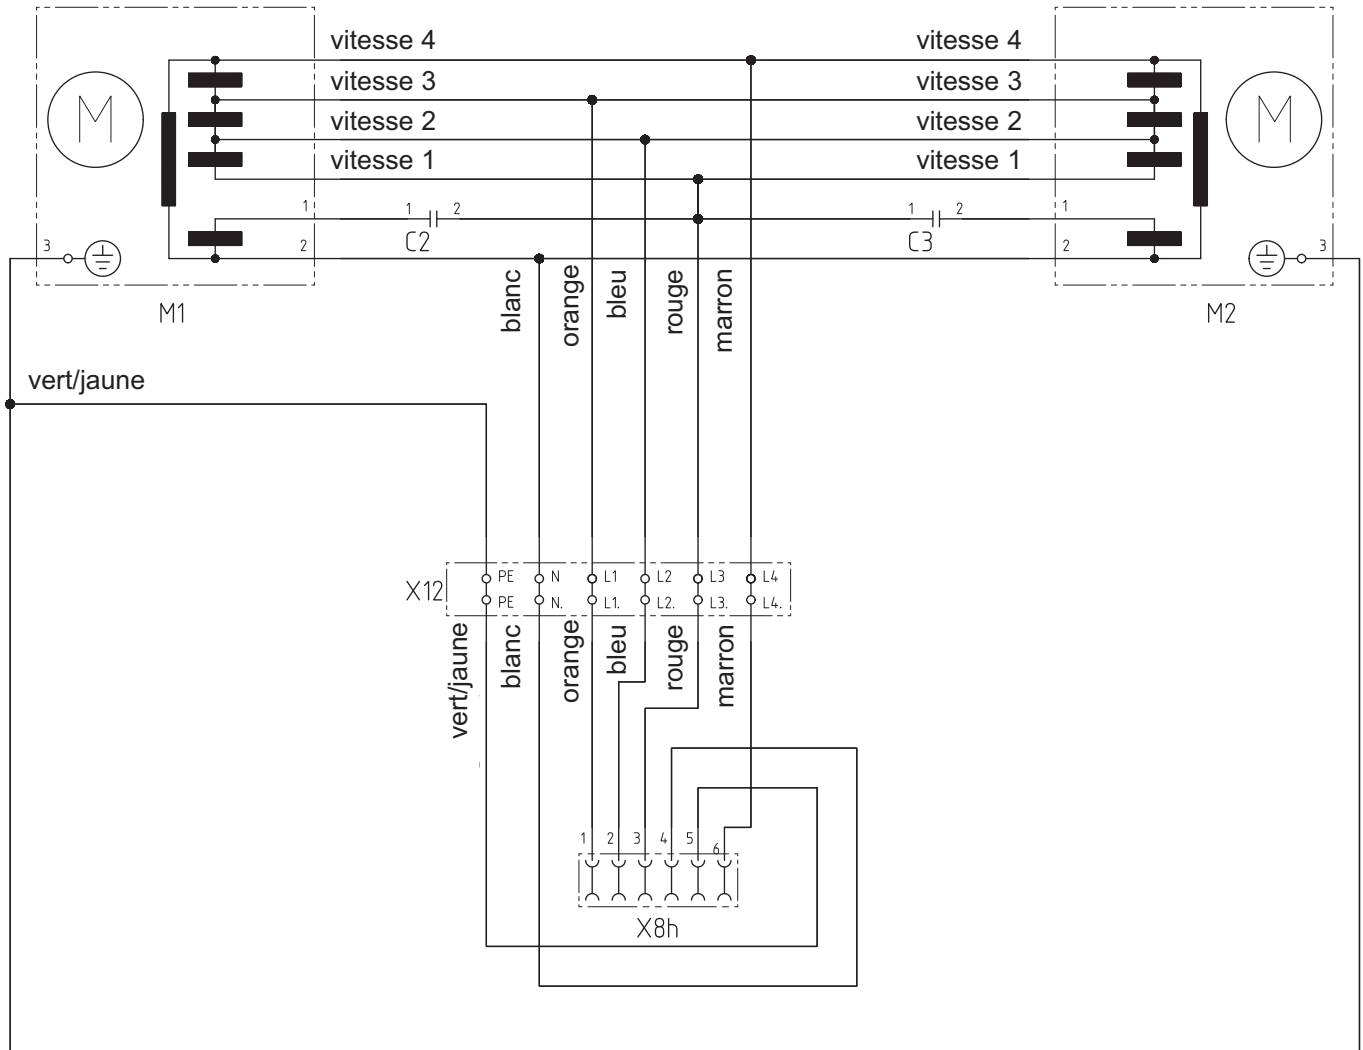 vitesse 4 vitesse 4
vitesse 3 vitesse 3
M M
vitesse 2 vitesse 2
vitesse 1 vitesse 1
1 1 2 1 2 1
C2 C3
3 2 2 3
M1 M2
blanc orange bleu rouge marron
vert/jaune
PE N L1 L2 L3 L4
X12
PE N. L1. L2. L3. L4.
vert/jaune blanc orange bleu rouge marron
1 2 3 4 5 6
X8h